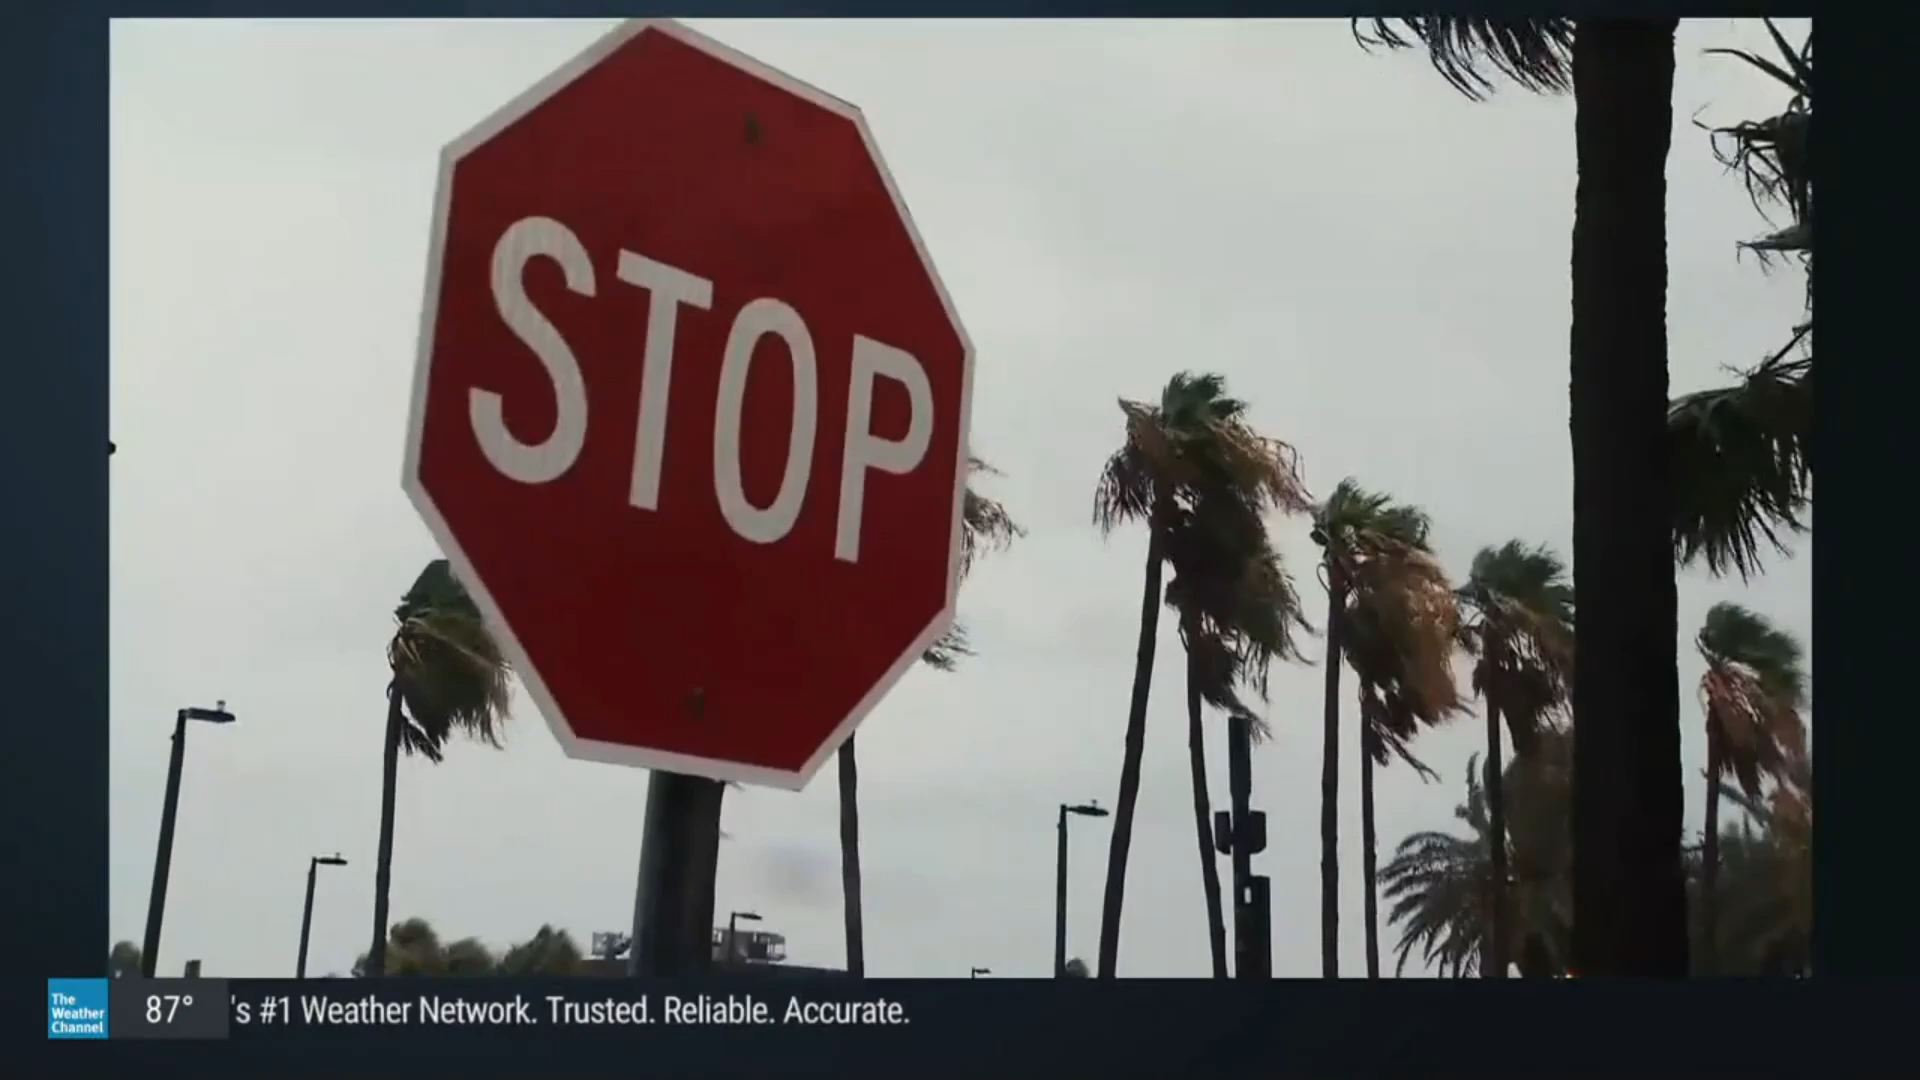 STOP
The
Weather
Channel
87°
's #1 Weather Network. Trusted. Reliable. Accurate.